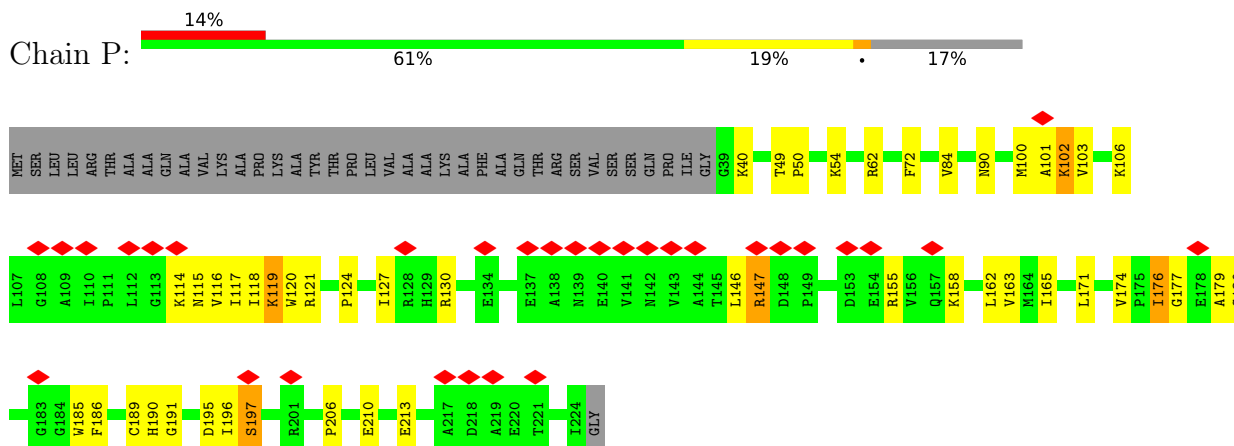 14%
Chain P:
61% 19% • 17%
MET SER LEU LEU ARG THR ALA ALA GLN ALA VAL LYS ALA PRO LYS ALA TYR THR PRO LEU VAL ALA ALA LYS ALA PHE ALA GLN THR ARG SER VAL SER SER GLN PRO ILE GLY G39 K40 T49 P50 K54 R62 F72 V84 N90 M100 A101 K102 V103 K106
L107 G108 A109 I110 P111 L112 G113 K114 N115 V116 I117 I118 K119 W120 R121 P124 I127 R128 H129 R130 E134 E137 A138 N139 E140 V141 N142 V143 A144 T145 L146 R147 D148 P149 D153 E154 R155 V156 Q157 K158 L162 V163 M164 I165 L171 V174 P175 I176 G177 E178 A179
G183 G184 W185 F186 C189 H190 G191 D195 I196 S197 R201 P206 E210 E213 A217 D218 A219 E220 T221 I224 GLY